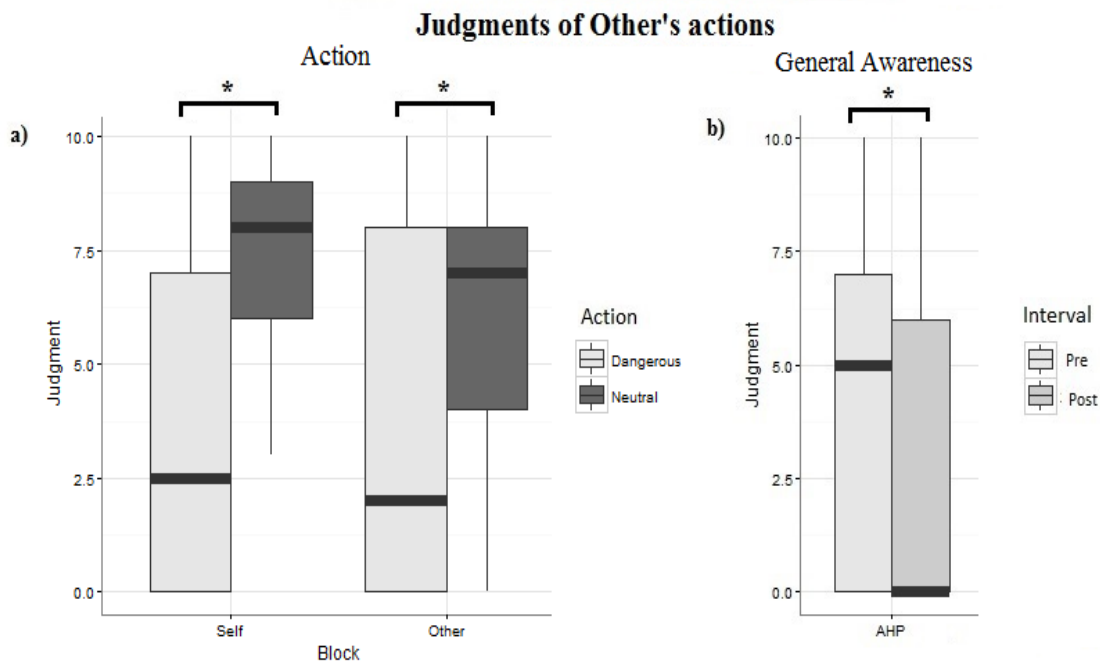 Judgments of Other's actions
Action
General Awareness
*
*
*
a)
b)
10.0
7.5
5.0
2.5
0.0
Judgment
Self
Other
Block
Action
Dangerous
Neutral
10.0
7.5
5.0
2.5
0.0
Judgment
AHP
Interval
Pre
Post